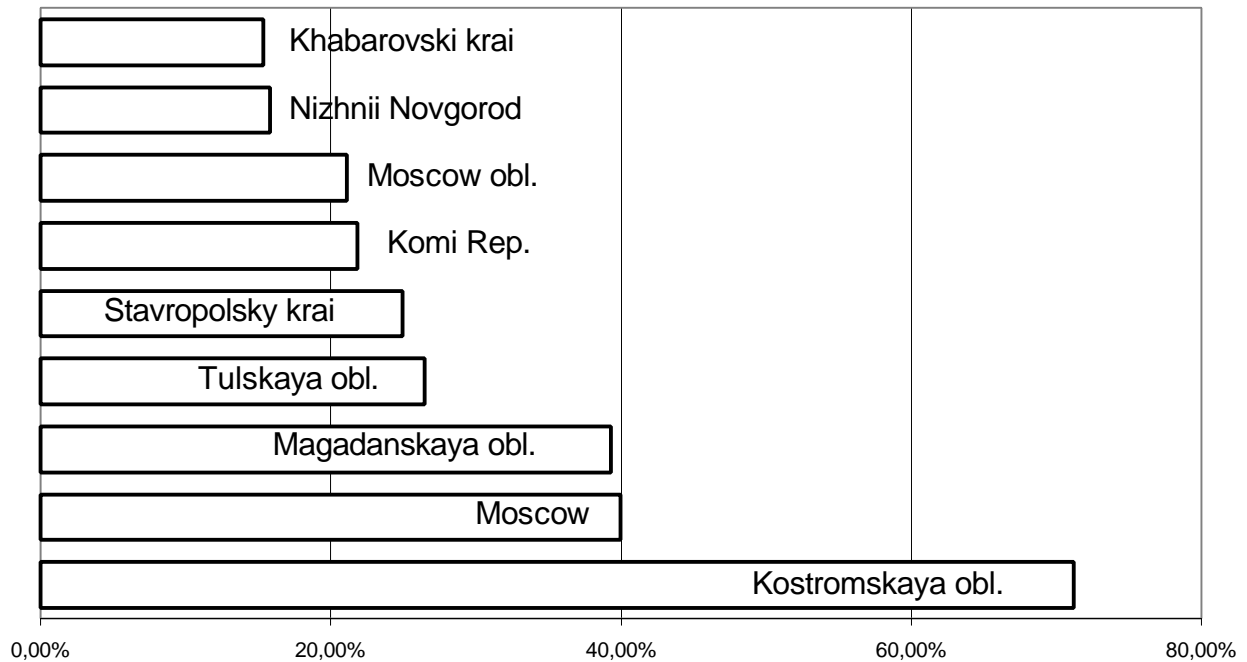 Khabarovski krai
Nizhnii Novgorod
Moscow obl.
Komi Rep.
Stavropolsky krai
Tulskaya obl.
Magadanskaya obl.
Moscow
Kostromskaya obl.
0,00% 20,00% 40,00% 60,00% 80,00%